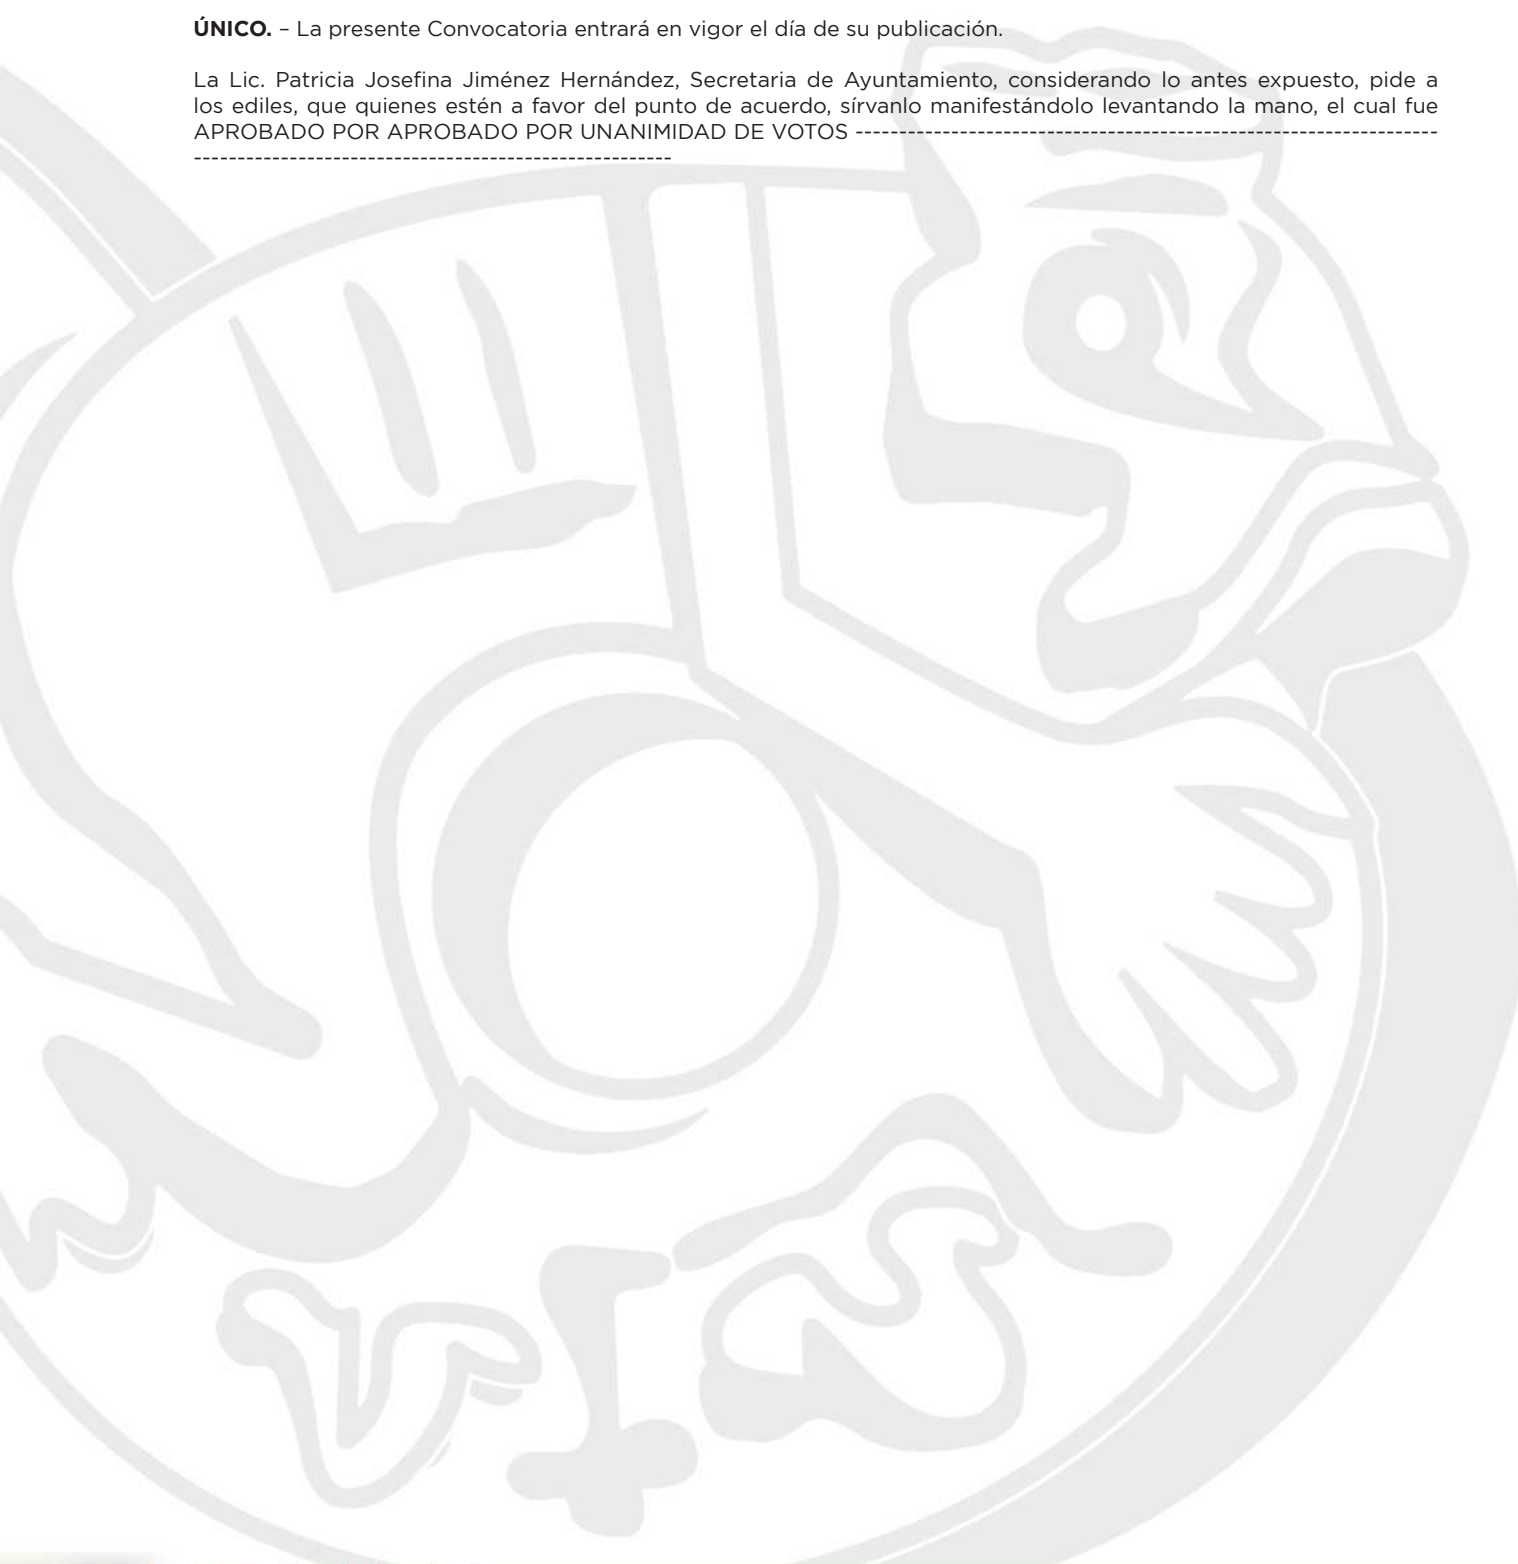 ÚNICO. – La presente Convocatoria entrará en vigor el día de su publicación.
La Lic. Patricia Josefina Jiménez Hernández, Secretaria de Ayuntamiento, considerando lo antes expuesto, pide a
los ediles, que quienes estén a favor del punto de acuerdo, sírvanlo manifestándolo levantando la mano, el cual fue
APROBADO POR APROBADO POR UNANIMIDAD DE VOTOS -------------------------------------------------------------------
-------------------------------------------------------